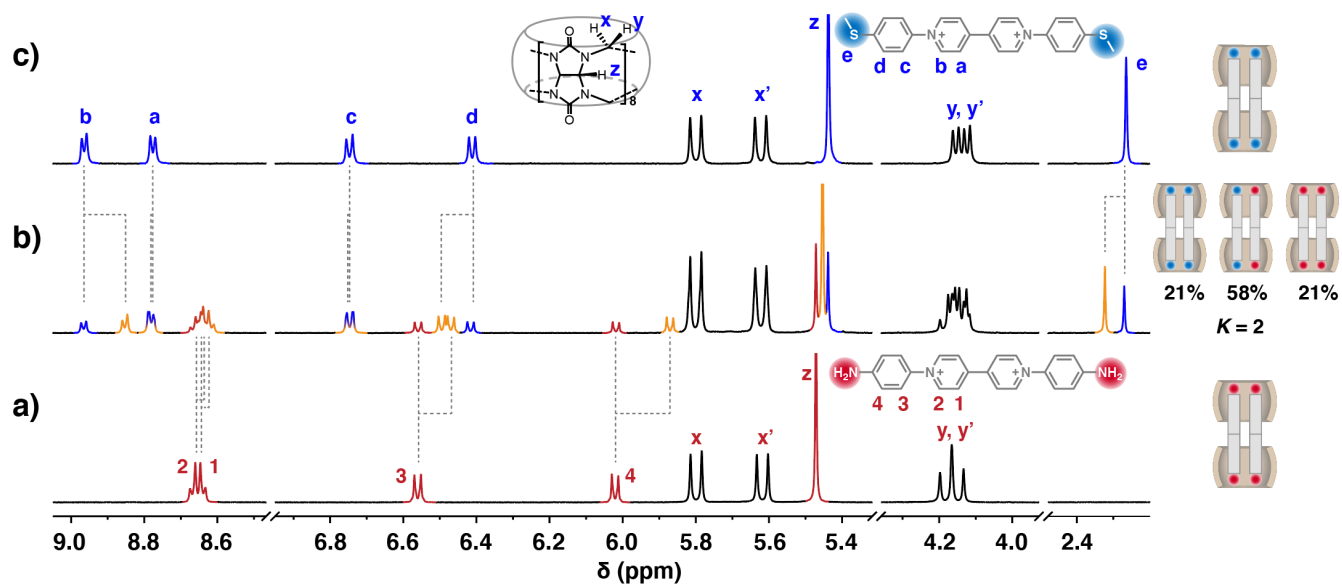 c)
x y
H H
O
N N
H z
N N
8
O
z
S N+ +N S
e d c b a
b a c d x x' y, y' e
b)
21% 58% 21%
K = 2
a)
z
H2N N+ +N NH2
4 3 2 1
2 1 3 4 x x' y, y'
9.0 8.8 8.6 6.8 6.6 6.4 6.2 6.0 5.8 5.6 5.4 4.2 4.0 2.4
δ (ppm)